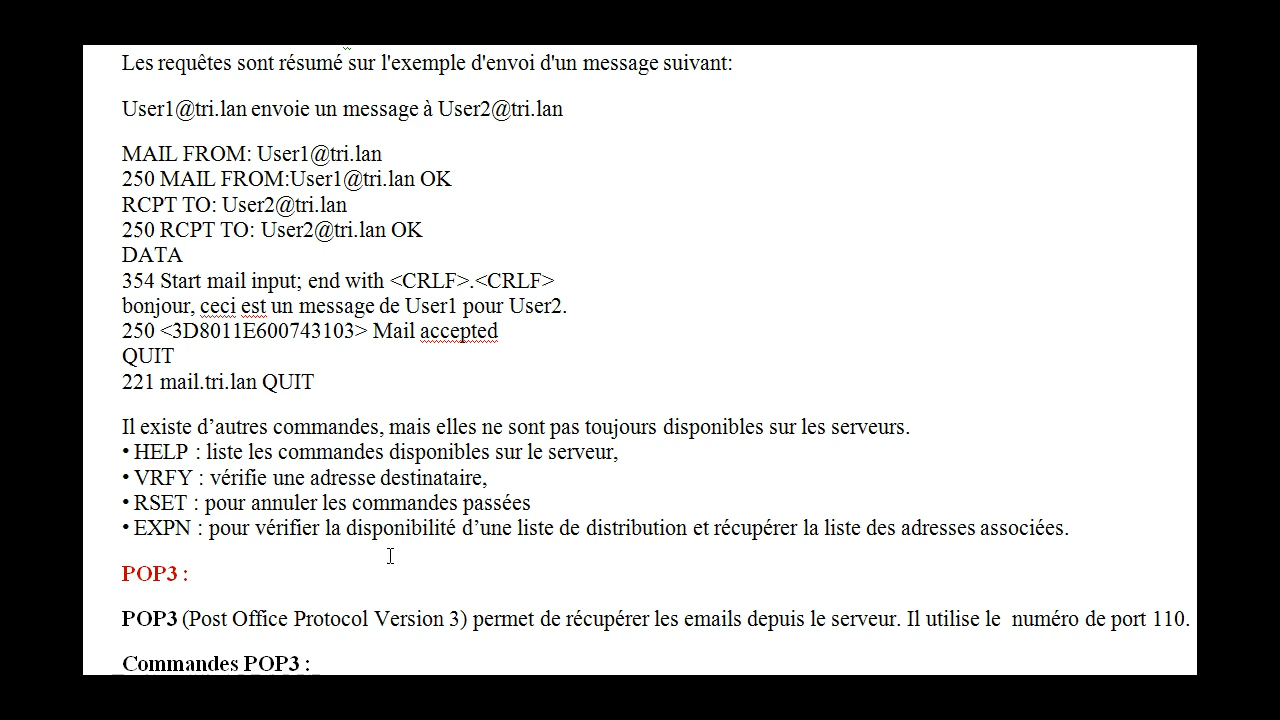 Les requêtes sont résumé sur l'exemple d'envoi d'un message suivant:
User1@tri.lan envoie un message à User2@tri.lan
MAIL FROM: User1@tri.lan
250 MAIL FROM:User1@tri.lan OK
RCPT TO: User2@tri.lan
250 RCPT TO: User2@tri.lan OK
DATA
354 Start mail input; end with <CRLF>.<CRLF>
bonjour, ceci est un message de User1 pour User2.
250 <3D8011E600743103> Mail accepted
QUIT
221 mail.tri.lan QUIT
Il existe d’autres commandes, mais elles ne sont pas toujours disponibles sur les serveurs.
• HELP : liste les commandes disponibles sur le serveur,
• VRFY : vérifie une adresse destinataire,
• RSET : pour annuler les commandes passées
• EXPN : pour vérifier la disponibilité d’une liste de distribution et récupérer la liste des adresses associées.
POP3 :
POP3 (Post Office Protocol Version 3) permet de récupérer les emails depuis le serveur. Il utilise le  numéro de port 110.
Commandes POP3 :